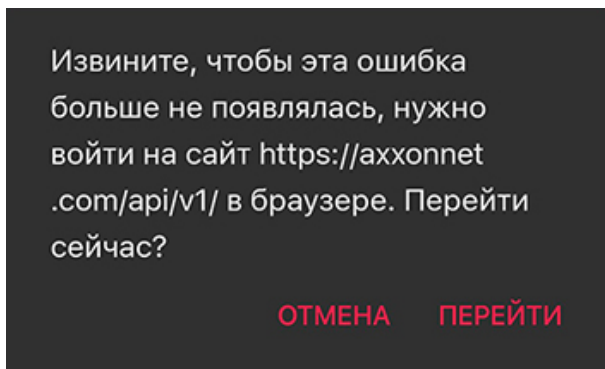 Извините, чтобы эта ошибка
больше не появлялась, нужно
войти на сайт https://axxonnet
.com/api/v1/ в браузере. Перейти
сейчас?
ОТМЕНА ПЕРЕЙТИ